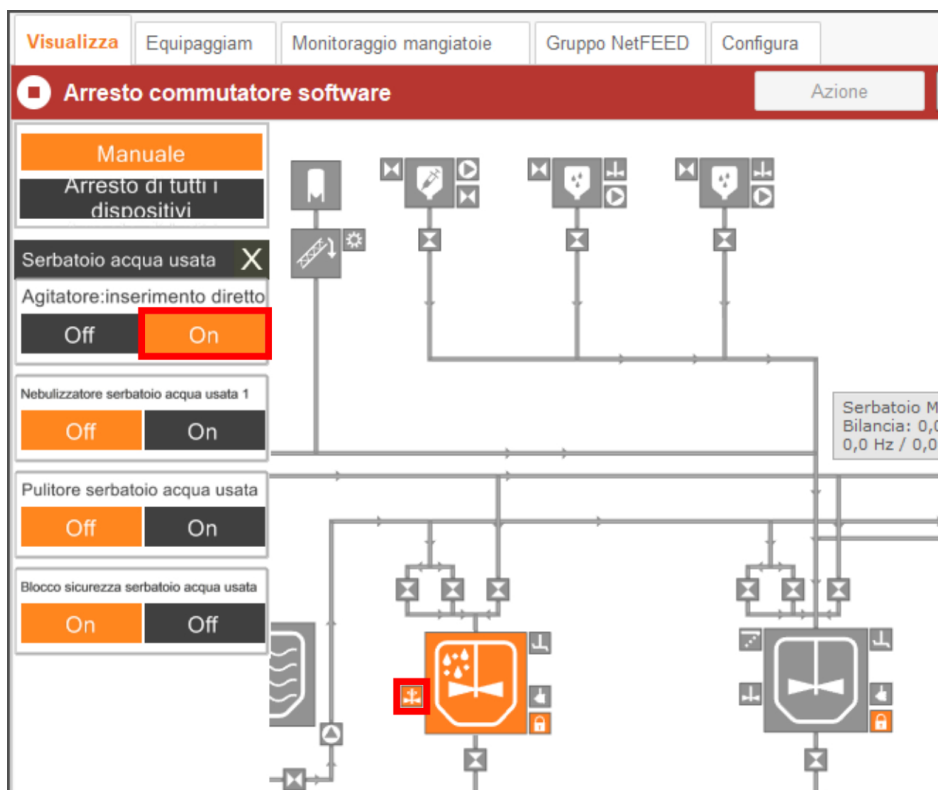 Visualizza
Equipaggiam
Monitoraggio mangiatoie
Gruppo NetFEED
Configura
Arresto commutatore software
Azione
Manuale
Arresto di tutti i
dispositivi
Serbatoio acqua usata X
Agitatore:inserimento diretto
Off On
Nebulizzatore serbatoio acqua usata 1
Off On
Pulitore serbatoio acqua usata
Off On
Blocco sicurezza serbatoio acqua usata
On Off
Serbatoio M
Bilancia: 0,0
0,0 Hz / 0,0